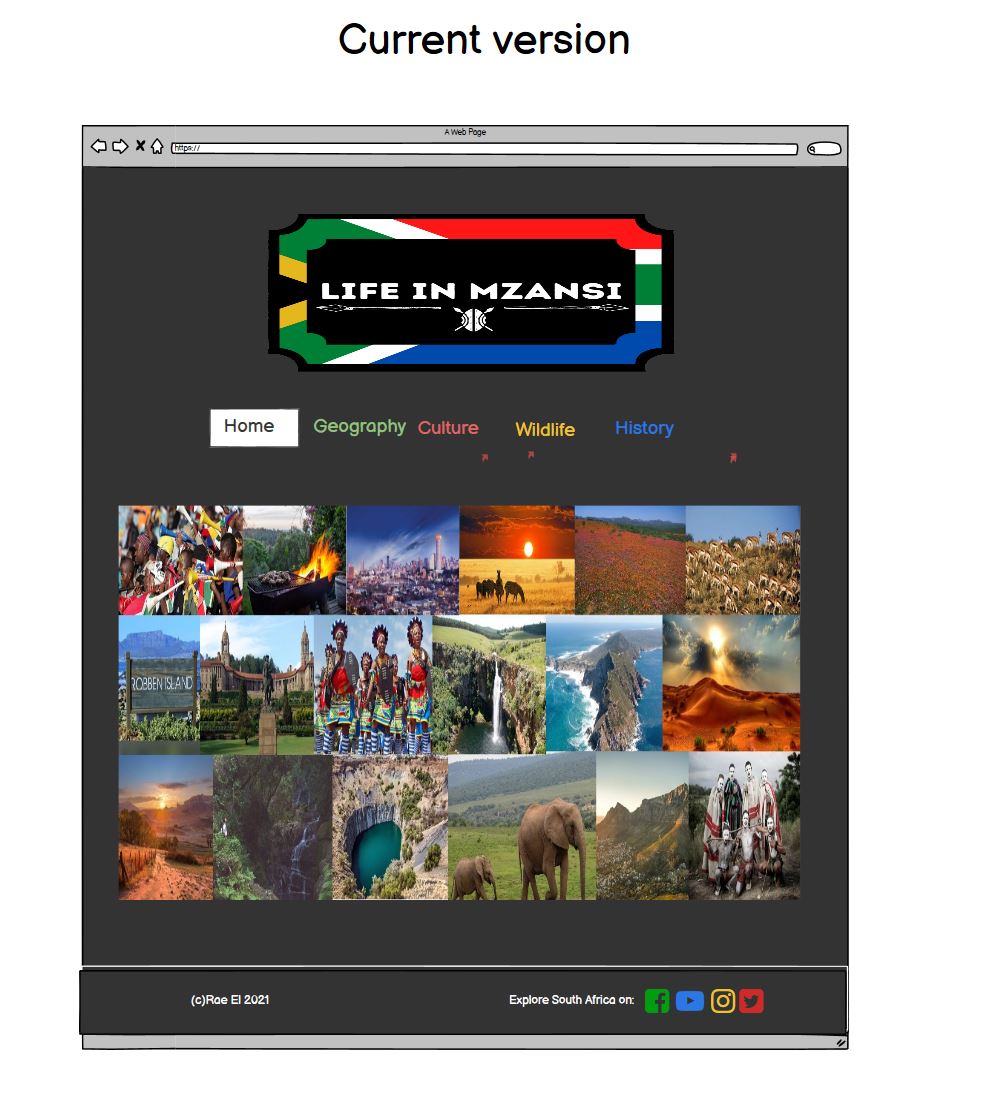 Current version
A Web Page
https://
LIFE IN MZANSI
Home Geography Culture Wildlife History
ROBBEN ISLAND
(c)Rae El 2021 Explore South Africa on: